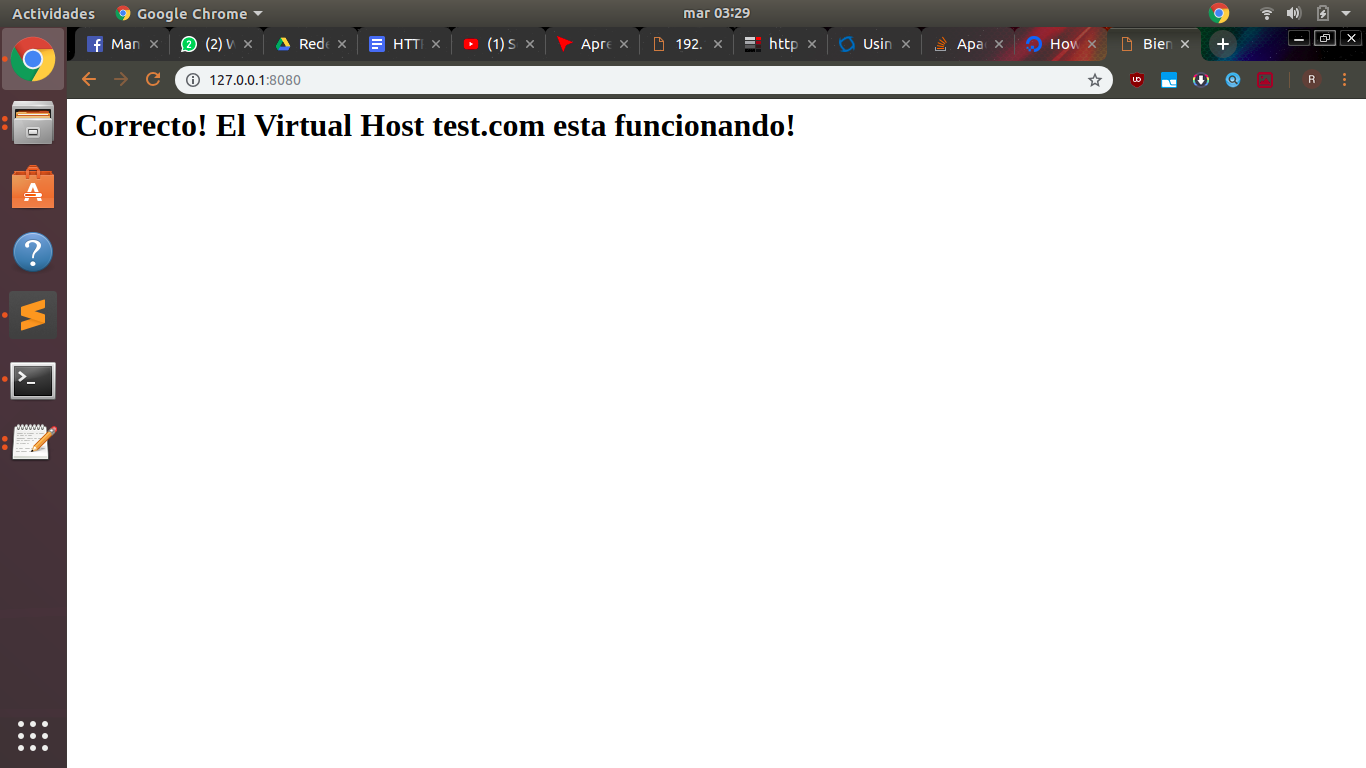 Actividades Google Chrome mar 03:29
Man (2) W Rede HTT (1) S Apre 192. http Usin Apa How Bien
127.0.0.1:8080 R
Correcto! El Virtual Host test.com esta funcionando!